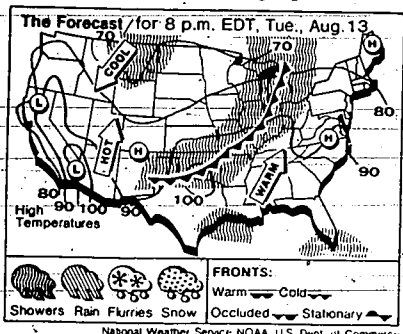 The Forecast/for 8 p.m. EDT, Tue., Aug. 13
70
70
COOL
H
L
80
HOT
H
H
L
WARM
90
80
90
100
90
100
High
Temperatures
Showers Rain Flurries Snow
FRONTS:
Warm Cold
Occluded Stationary
National Weather Service NOAA U.S. Dept. of Commerce